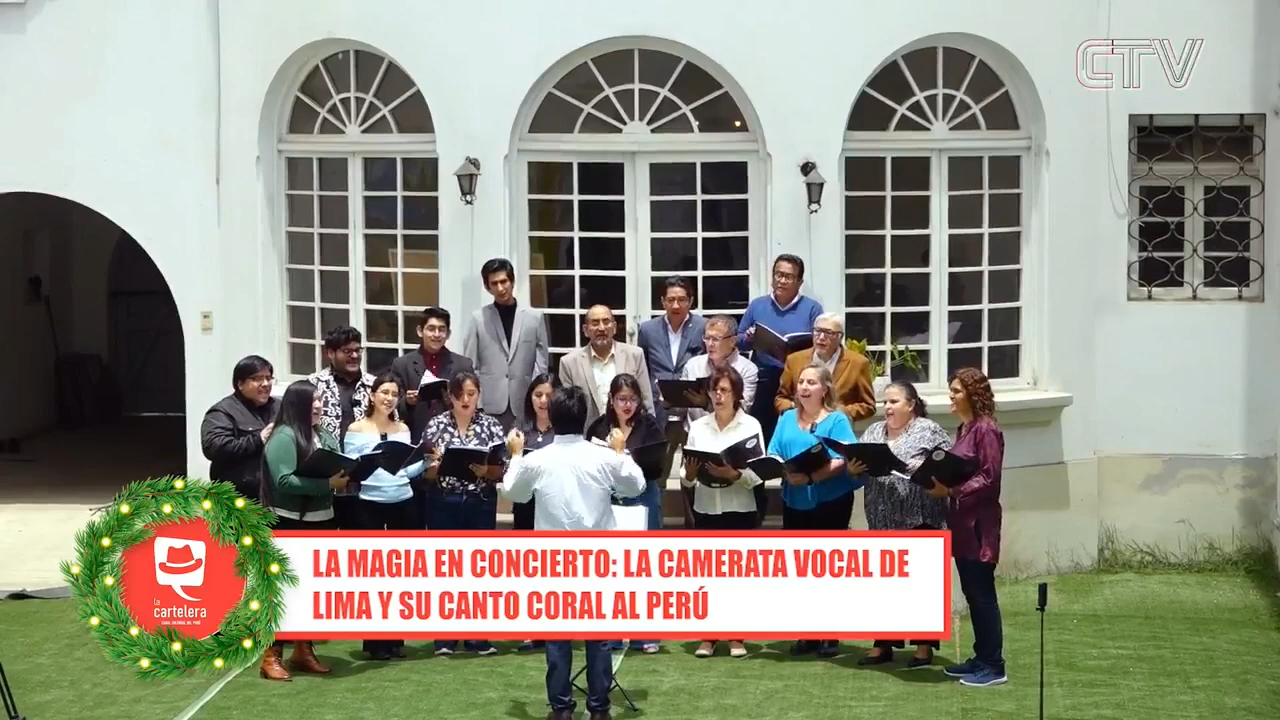 CTV
LA MAGIA EN CONCIERTO: LA CAMERATA VOCAL DE
LIMA Y SU CANTO CORAL AL PERÚ
la
cartelera